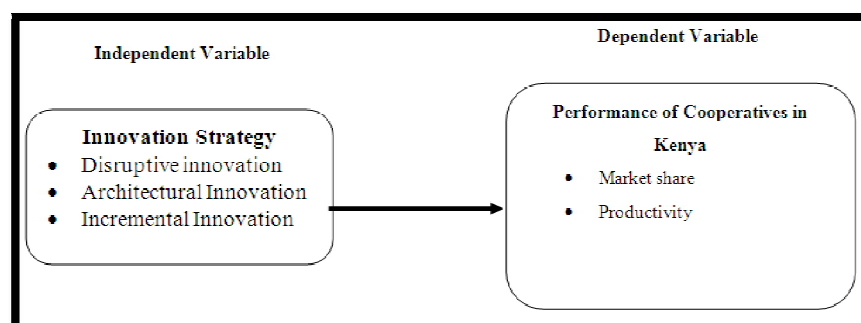 Independent Variable
Dependent Variable
Innovation Strategy
• Disruptive innovation
• Architectural Innovation
• Incremental Innovation
Performance of Cooperatives in
Kenya
• Market share
• Productivity